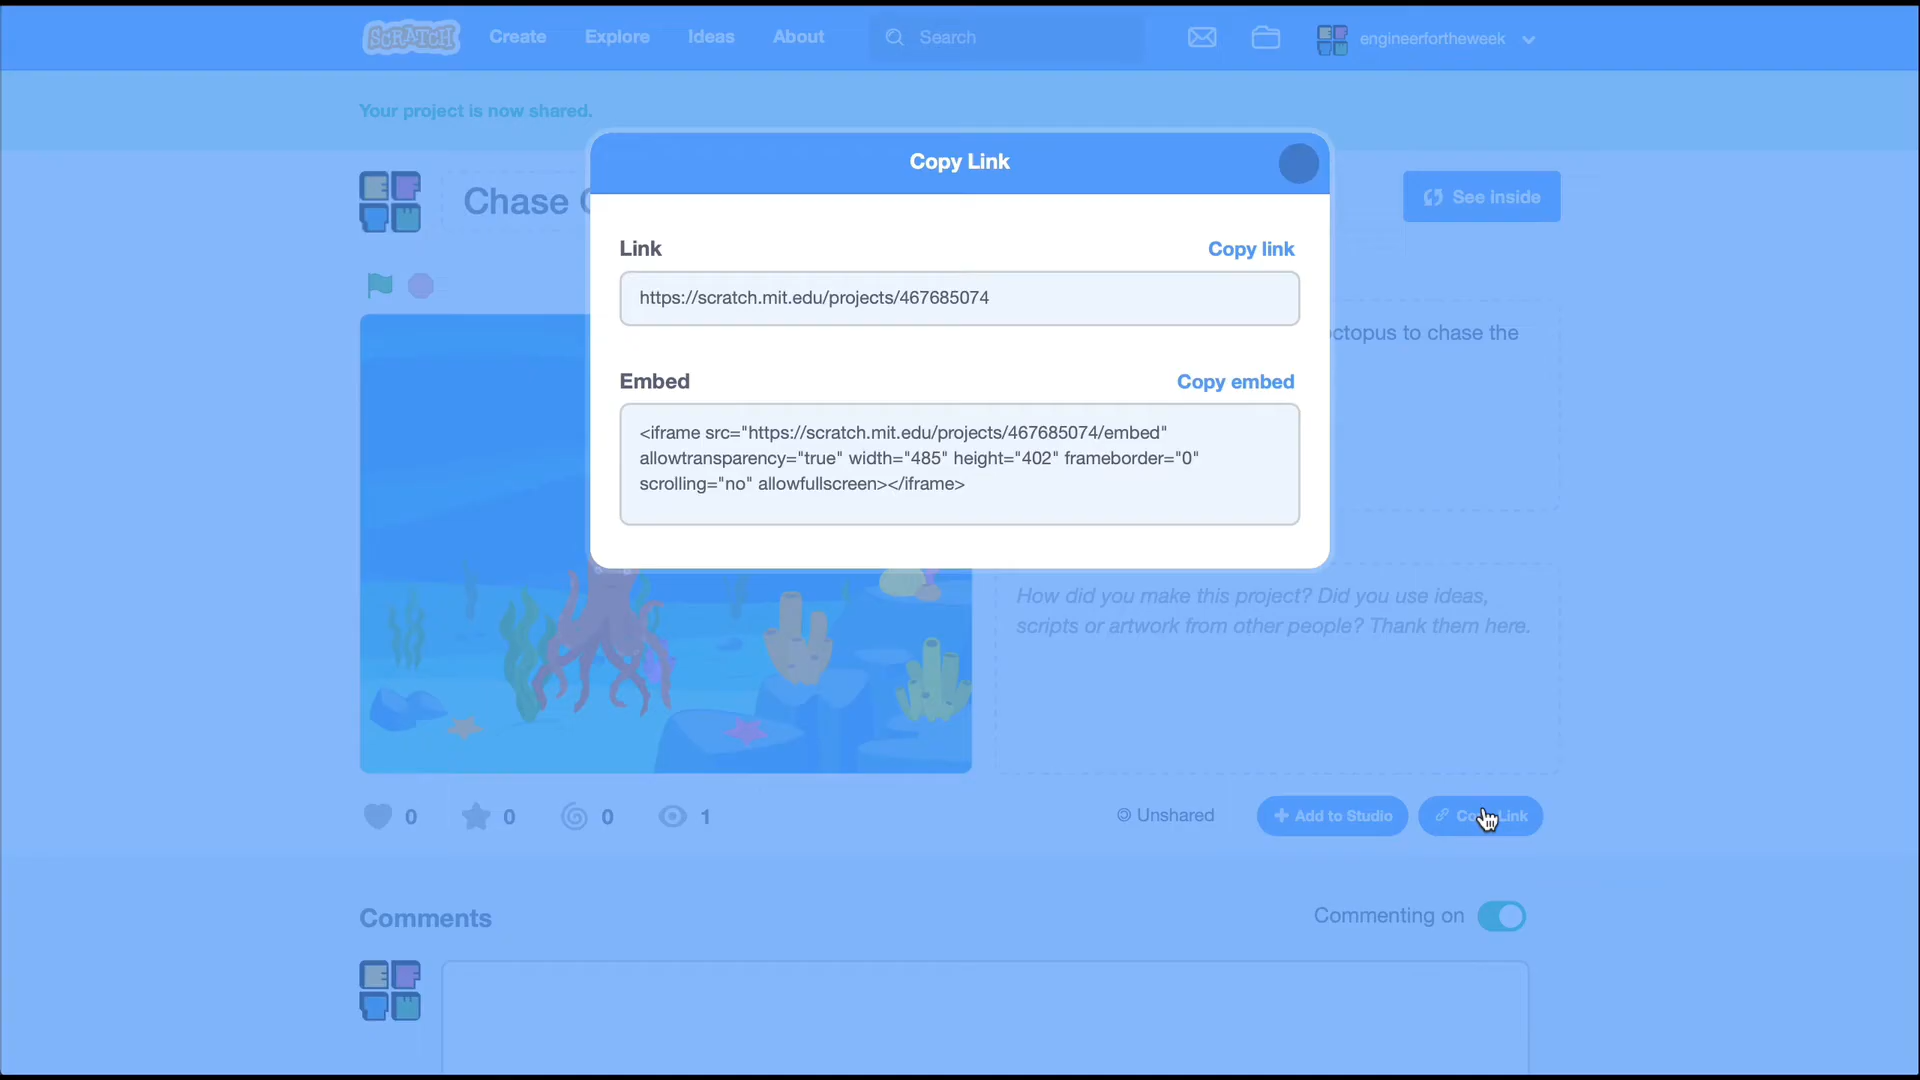 SCRATCH Create Explore Ideas About Search engineerfortheweek
Your project is now shared.
Copy Link
Chase
See inside
Link Copy link
https://scratch.mit.edu/projects/467685074
octopus to chase the
Embed Copy embed
<iframe src="https://scratch.mit.edu/projects/467685074/embed"
allowtransparency="true" width="485" height="402" frameborder="0"
scrolling="no" allowfullscreen></iframe>
How did you make this project? Did you use ideas,
scripts or artwork from other people? Thank them here.
0 0 0 1 Unshared Add to Studio Link
Comments Commenting on